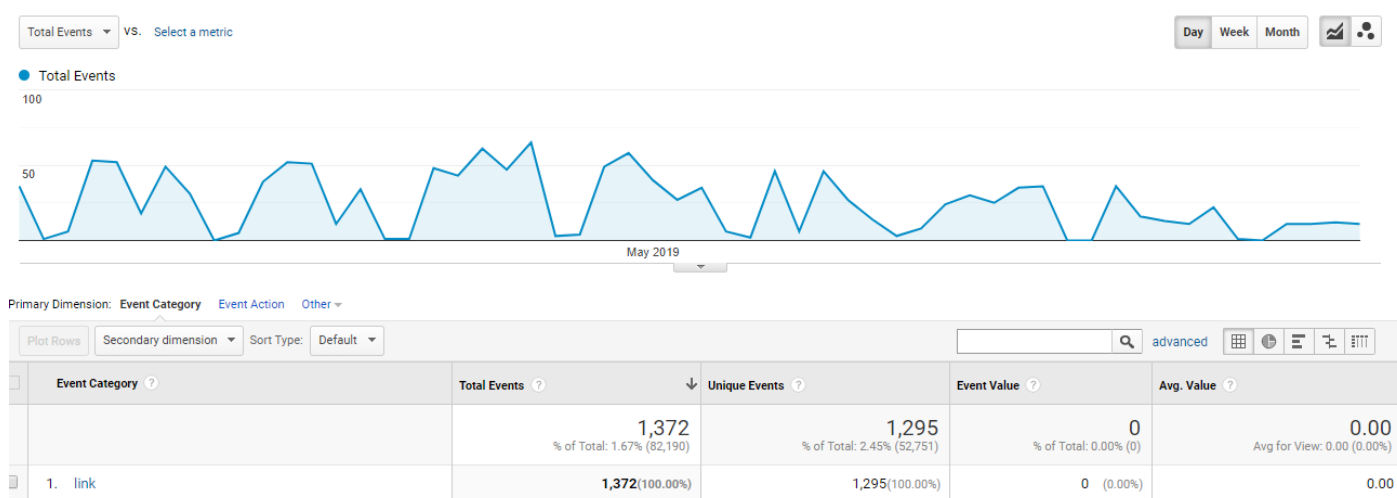 Total Events VS. Select a metric Day Week Month
Total Events
100
50
May 2019
Primary Dimension: Event Category Event Action Other
Plot Rows Secondary dimension Sort Type: Default advanced
Event Category ? Total Events ? Unique Events ? Event Value ? Avg. Value ?
1,372 1,295 0 0.00
% of Total: 1.67% (82,190) % of Total: 2.45% (52,751) % of Total: 0.00% (0) Avg for View: 0.00 (0.00%)
1. link 1,372(100.00%) 1,295(100.00%) 0 (0.00%) 0.00